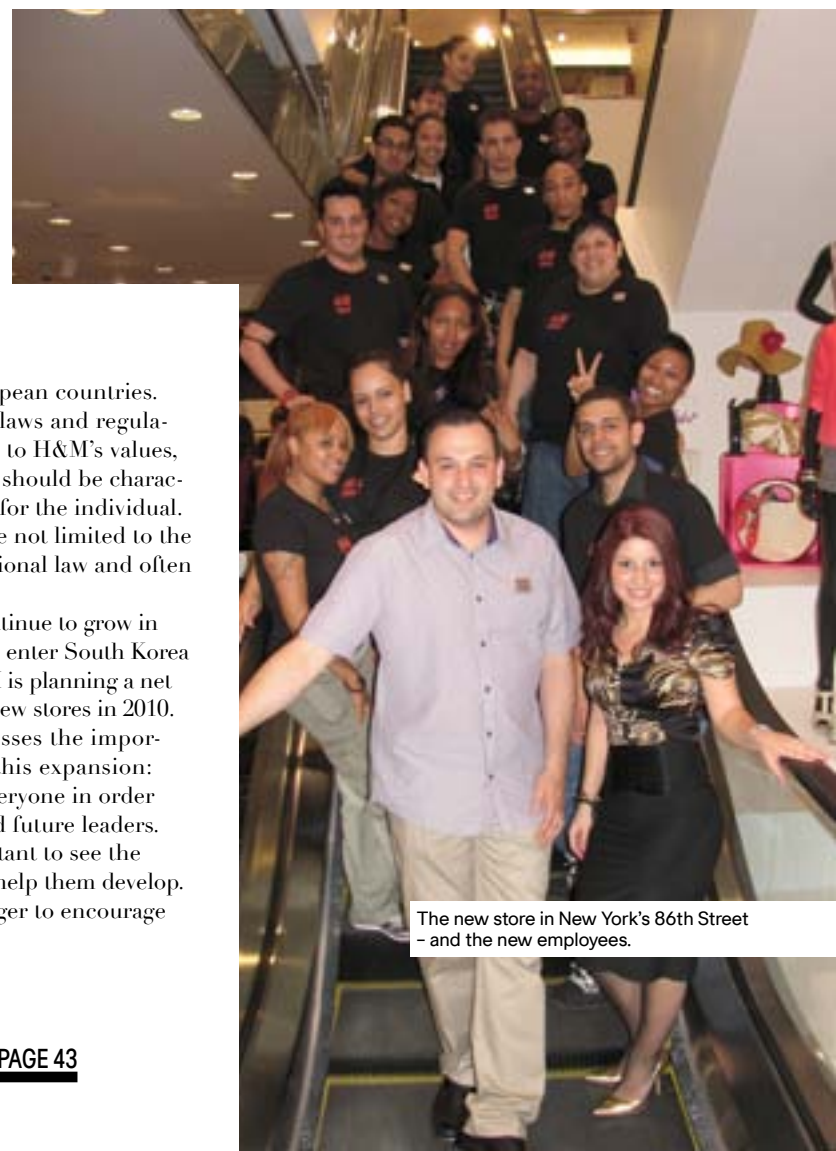 pean countries.
laws and regula-
to H&M's values,
should be charac-
for the individual.
e not limited to the
ional law and often
tinue to grow in
enter South Korea
is planning a net
ew stores in 2010.
sses the impor-
his expansion:
eryone in order
d future leaders.
tant to see the
help them develop.
ger to encourage
PAGE 43
The new store in New York's 86th Street
– and the new employees.